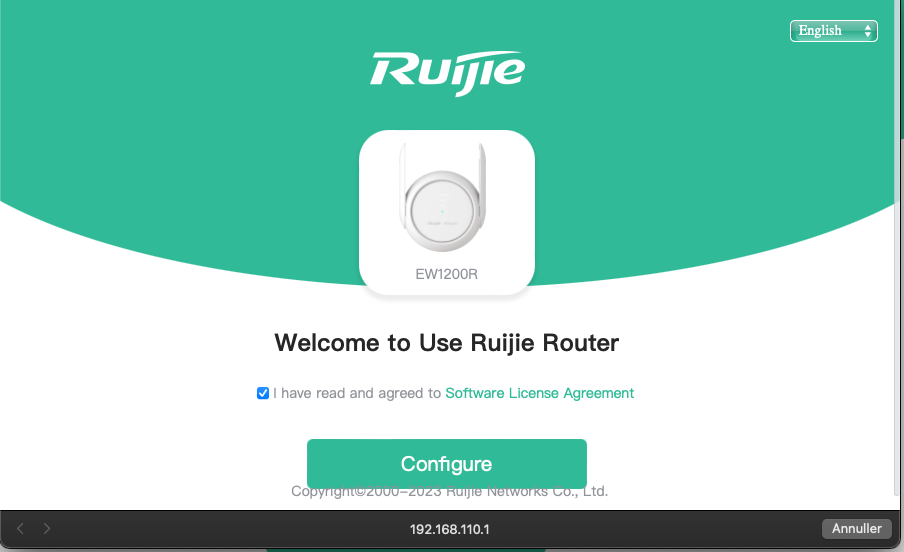 English
Ruijie
EW1200R
Welcome to Use Ruijie Router
I have read and agreed to Software License Agreement
Configure
Copyright©2000-2023 Ruijie Networks Co., Ltd.
192.168.110.1
Annuller